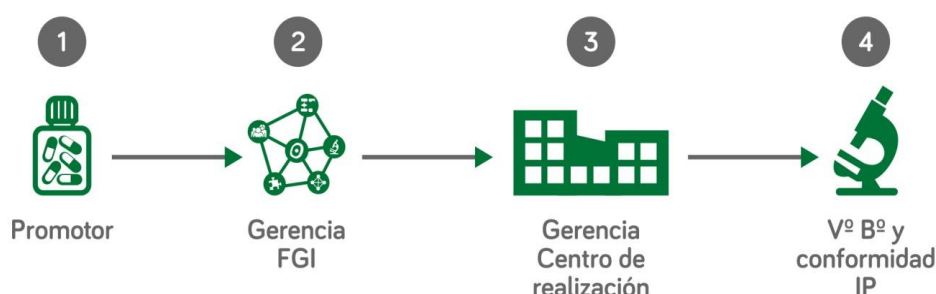 1
2
3
4
Promotor
Gerencia
FGI
Gerencia
Centro de
realización
Vº Bº y
conformidad
IP